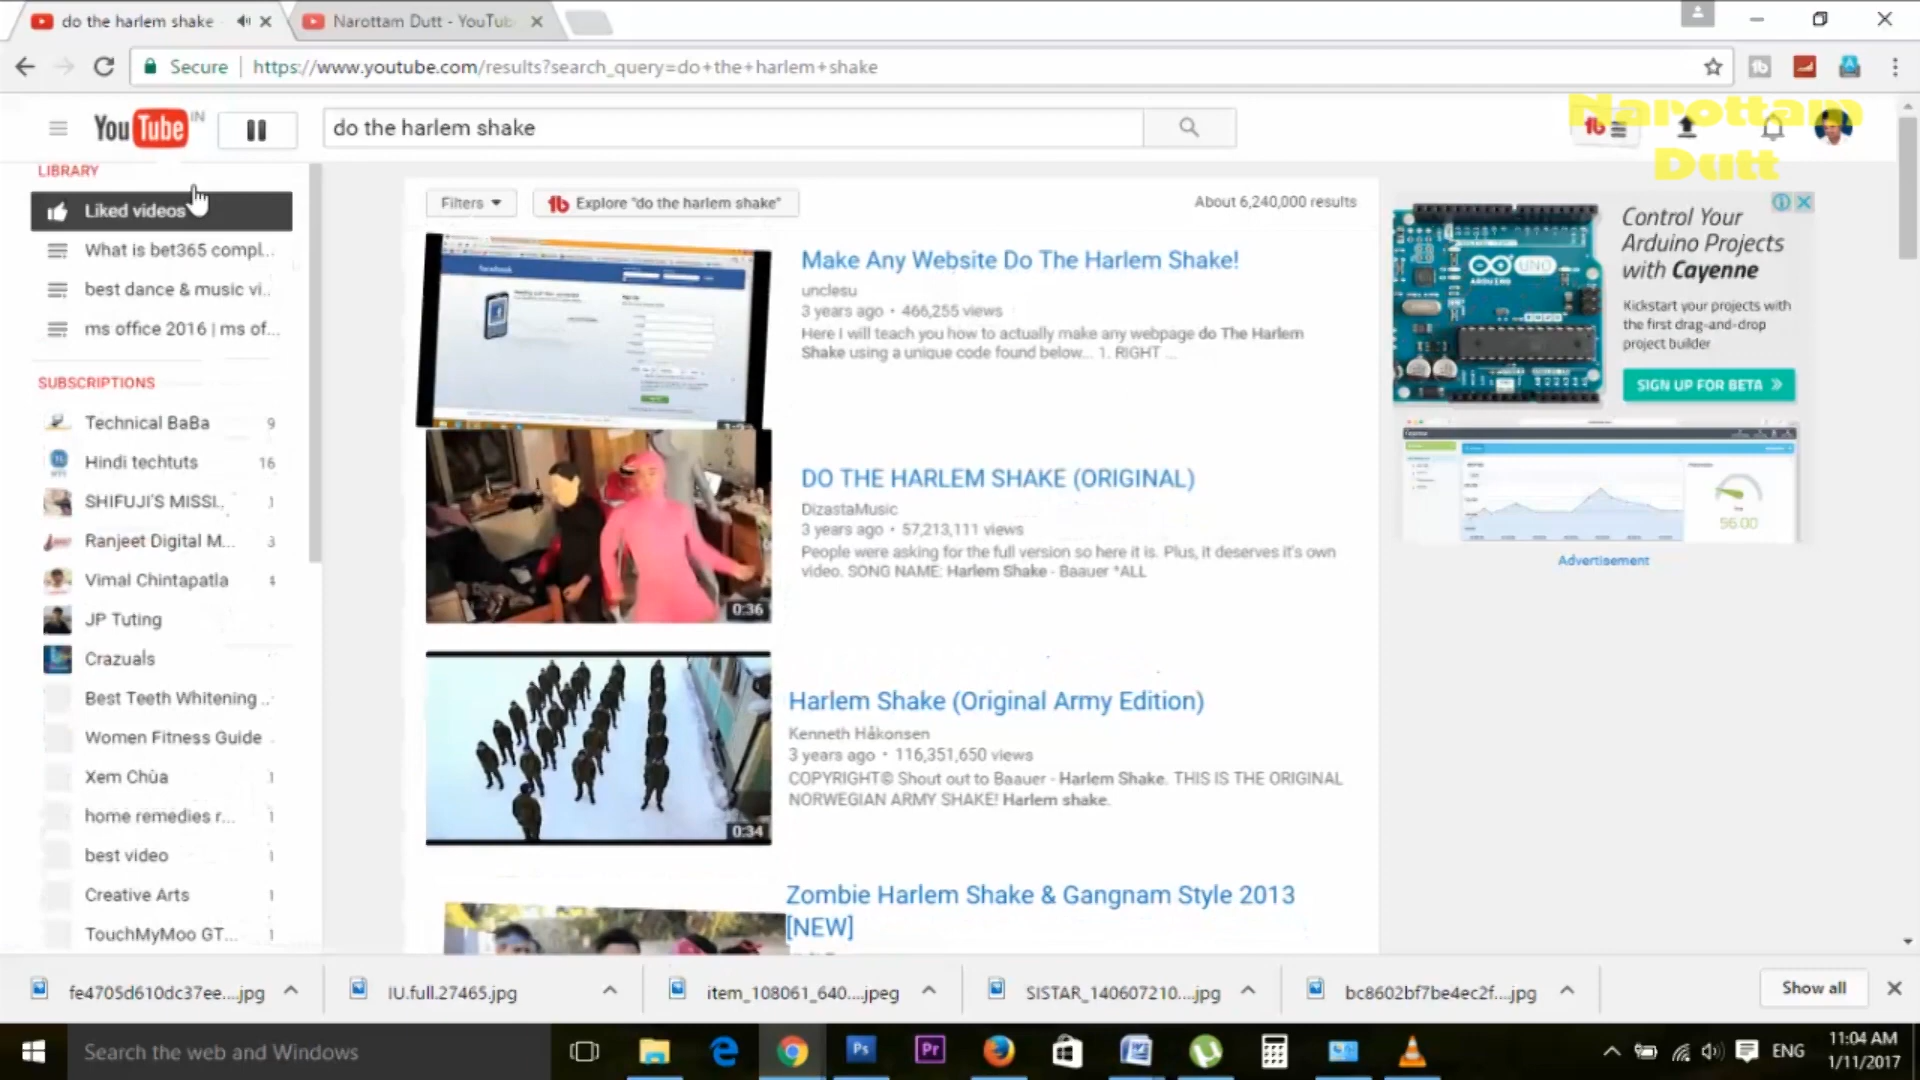 do the harlem shake
Narottam Dutt - YouTub
Secure
https://www.youtube.com/results?search_query=do+the+harlem+shake
YouTube IN
do the harlem shake
Narottam
Dutt
LIBRARY
Liked videos
What is bet365 compl...
best dance & music vi...
ms office 2016 | ms of...
SUBSCRIPTIONS
Technical BaBa 9
Hindi techtuts 16
SHIFUJI'S MISSI... 1
Ranjeet Digital M... 3
Vimal Chintapatla 4
JP Tuting
Crazuals
Best Teeth Whitening ...
Women Fitness Guide
Xem Chùa 1
home remedies r... 1
best video 1
Creative Arts 1
TouchMyMoo GT... 1
Filters
Explore "do the harlem shake"
About 6,240,000 results
facebook
Make Any Website Do The Harlem Shake!
unclesu
3 years ago • 466,255 views
Here I will teach you how to actually make any webpage do The Harlem
Shake using a unique code found below... 1. RIGHT ...
DO THE HARLEM SHAKE (ORIGINAL)
DizastaMusic
3 years ago • 57,213,111 views
People were asking for the full version so here it is. Plus, it deserves it's own
video. SONG NAME: Harlem Shake - Baauer *ALL
0:36
Harlem Shake (Original Army Edition)
Kenneth Håkonsen
3 years ago • 116,351,650 views
COPYRIGHT© Shout out to Baauer - Harlem Shake. THIS IS THE ORIGINAL
NORWEGIAN ARMY SHAKE! Harlem shake.
0:34
Zombie Harlem Shake & Gangnam Style 2013
[NEW]
Control Your
Arduino Projects
with Cayenne
UNO
ARDUINO
Kickstart your projects with
the first drag-and-drop
project builder
SIGN UP FOR BETA
Cayenne
56.00
Advertisement
fe4705d610dc37ee....jpg
IU.full.27465.jpg
item_108061_640....jpeg
SISTAR_140607210....jpg
bc8602bf7be4ec2f....jpg
Show all
Search the web and Windows
Ps
Pr
ENG
11:04 AM
1/11/2017